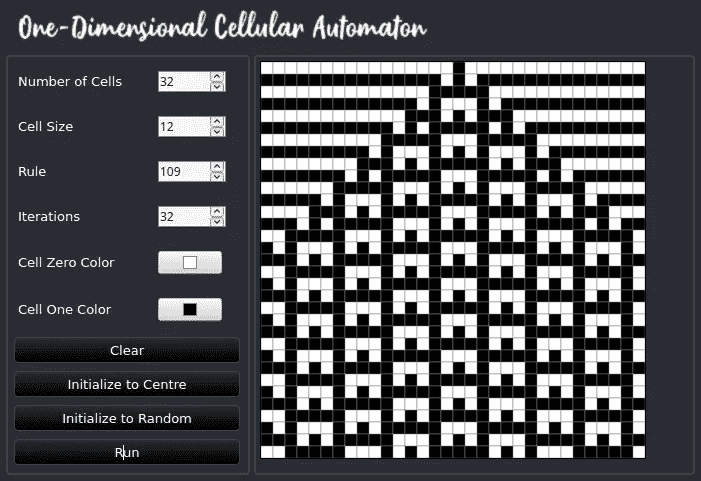 One-Dimensional Cellular Automaton
Number of Cells 32
Cell Size 12
Rule 109
Iterations 32
Cell Zero Color
Cell One Color
Clear
Initialize to Centre
Initialize to Random
Run